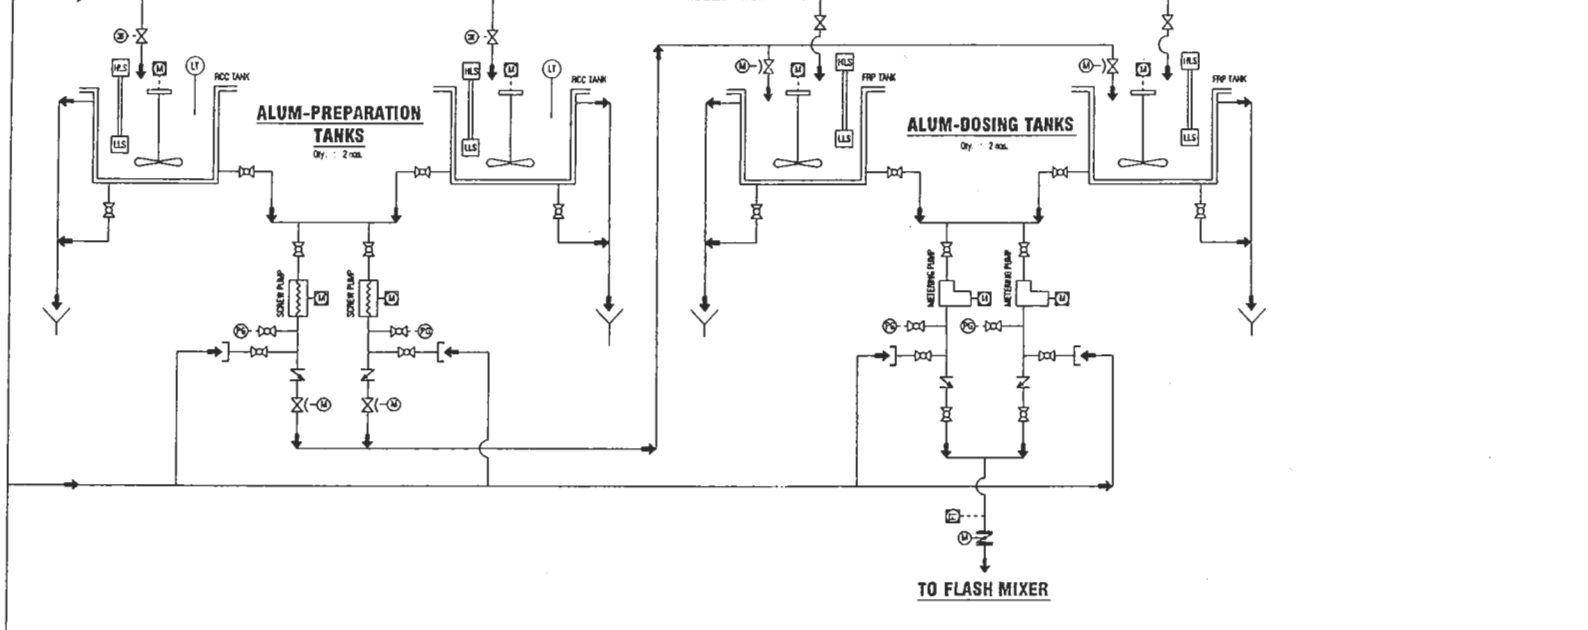 M
M
HLS
M
LT
RCC TANK
HLS
M
LT
RCC TANK
M
M
HLS
FRP TANK
M
M
HLS
FRP TANK
ALUM-PREPARATION
TANKS
Qty. : 2 nos.
LLS
LLS
ALUM-DOSING TANKS
Qty. : 2 nos.
LLS
LLS
SCREW PUMP
M
SCREW PUMP
M
METERING PUMP
M
METERING PUMP
M
PG
PG
PG
PG
M
M
FT
M
TO FLASH MIXER